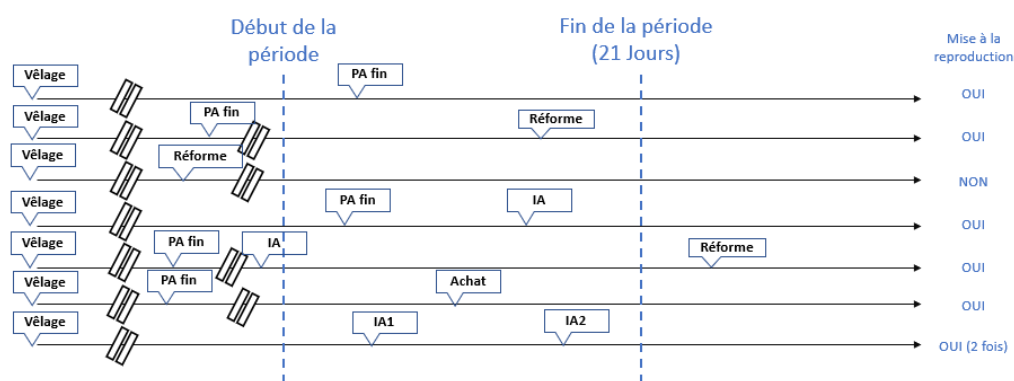 Début de la
période
Fin de la période
(21 Jours)
Mise à la
reproduction
Vêlage
PA fin
OUI
Vêlage
PA fin
Réforme
OUI
Vêlage
Réforme
NON
Vêlage
PA fin
IA
OUI
Vêlage
PA fin
IA
Réforme
OUI
Vêlage
PA fin
Achat
OUI
Vêlage
IA1
IA2
OUI (2 fois)